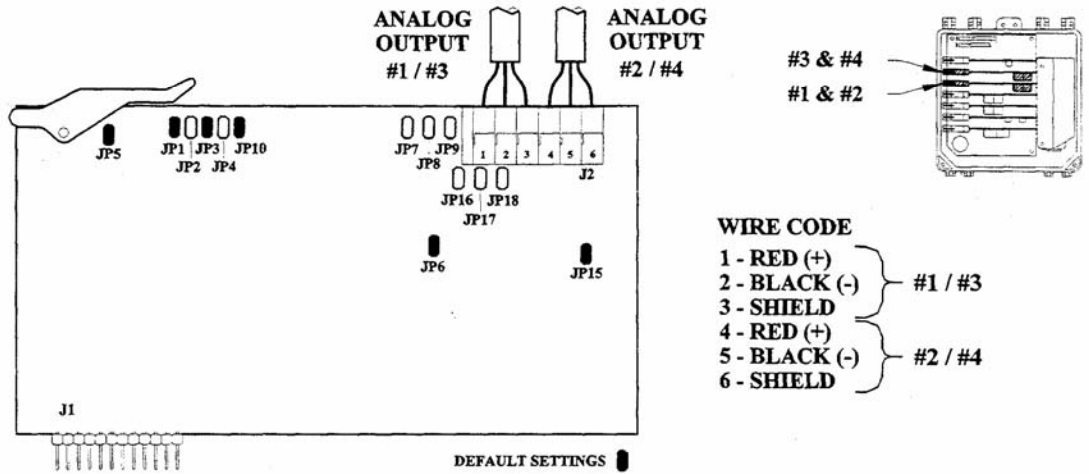 ANALOG
OUTPUT
#1 / #3
ANALOG
OUTPUT
#2 / #4
#3 & #4
#1 & #2
JP5
JP1
JP2
JP3
JP4
JP10
JP7
JP8
JP9
1 2 3 4 5 6
J2
JP16
JP17
JP18
JP6
JP15
WIRE CODE
1 - RED (+)
2 - BLACK (-)
3 - SHIELD
#1 / #3
4 - RED (+)
5 - BLACK (-)
6 - SHIELD
#2 / #4
J1
DEFAULT SETTINGS